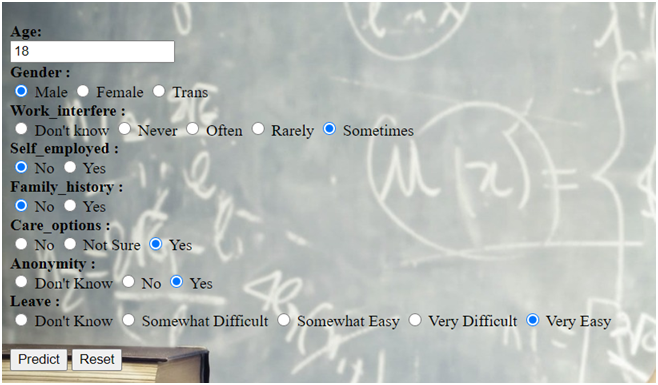 Age:
18
Gender :
Male Female Trans
Work_interfere :
Don't know Never Often Rarely Sometimes
Self_employed :
No Yes
Family_history :
No Yes
Care_options :
No Not Sure Yes
Anonymity :
Don't Know No Yes
Leave :
Don't Know Somewhat Difficult Somewhat Easy Very Difficult Very Easy
Predict Reset
μ(x) =